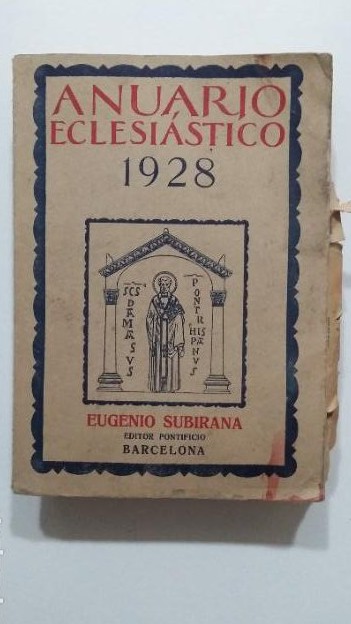 ANUARIO
ECLESIÁSTICO
1928
SCS
DAMASVS
PONT
HISPANVS
EUGENIO SUBIRANA
EDITOR PONTIFICIO
BARCELONA